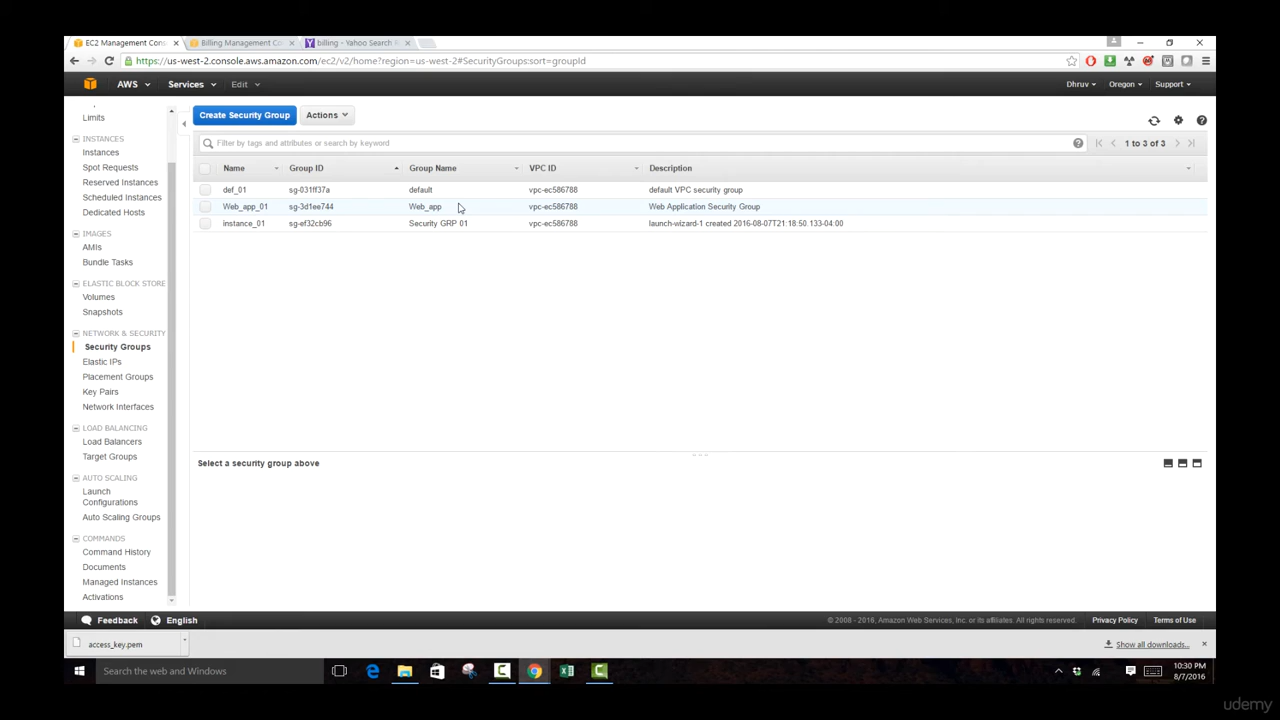 EC2 Management Cons
Billing Management Co
billing - Yahoo Search R
https://us-west-2.console.aws.amazon.com/ec2/v2/home?region=us-west-2#SecurityGroups:sort=groupId
AWS Services Edit Dhruv Oregon Support
Limits
INSTANCES
Instances
Spot Requests
Reserved Instances
Scheduled Instances
Dedicated Hosts
IMAGES
AMIs
Bundle Tasks
ELASTIC BLOCK STORE
Volumes
Snapshots
NETWORK & SECURITY
Security Groups
Elastic IPs
Placement Groups
Key Pairs
Network Interfaces
LOAD BALANCING
Load Balancers
Target Groups
AUTO SCALING
Launch
Configurations
Auto Scaling Groups
COMMANDS
Command History
Documents
Managed Instances
Activations
Create Security Group Actions
Filter by tags and attributes or search by keyword 1 to 3 of 3
Name Group ID Group Name VPC ID Description
def_01 sg-031ff37a default vpc-ec586788 default VPC security group
Web_app_01 sg-3d1ee744 Web_app vpc-ec586788 Web Application Security Group
instance_01 sg-ef32cb96 Security GRP 01 vpc-ec586788 launch-wizard-1 created 2016-08-07T21:18:50.133-04:00
Select a security group above
Feedback English © 2008 - 2016, Amazon Web Services, Inc. or its affiliates. All rights reserved. Privacy Policy Terms of Use
access_key.pem Show all downloads...
Search the web and Windows
10:30 PM
8/7/2016
udemy